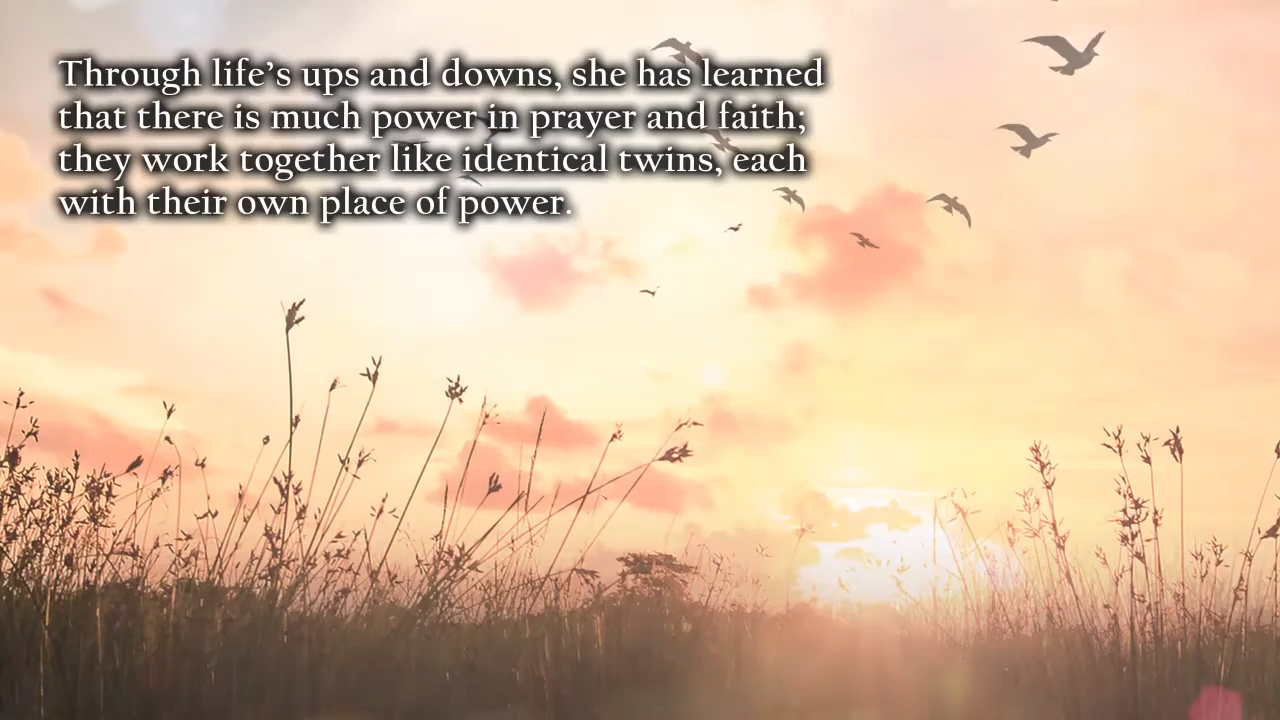 Through life’s ups and downs, she has learned
that there is much power in prayer and faith;
they work together like identical twins, each
with their own place of power.